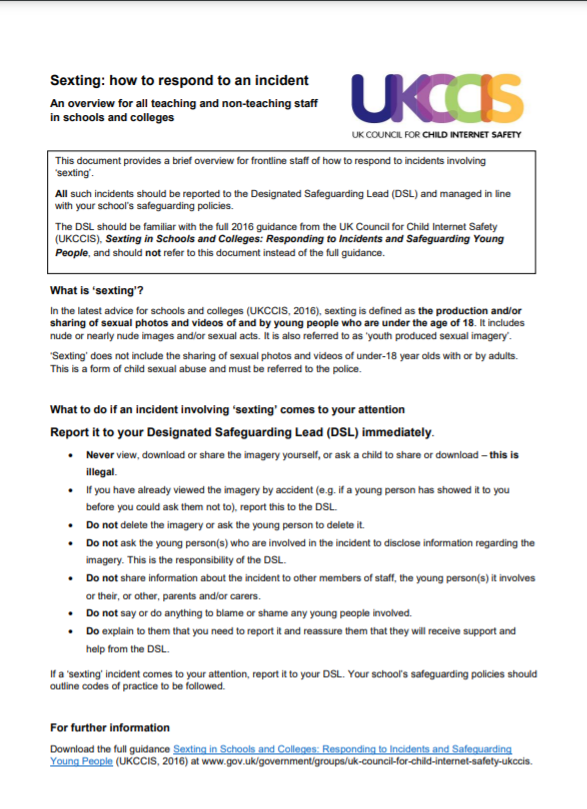 Sexting: how to respond to an incident
An overview for all teaching and non-teaching staff
in schools and colleges
UKCCIS
UK COUNCIL FOR CHILD INTERNET SAFETY
This document provides a brief overview for frontline staff of how to respond to incidents involving
‘sexting’.
All such incidents should be reported to the Designated Safeguarding Lead (DSL) and managed in line
with your school’s safeguarding policies.
The DSL should be familiar with the full 2016 guidance from the UK Council for Child Internet Safety
(UKCCIS), Sexting in Schools and Colleges: Responding to Incidents and Safeguarding Young
People, and should not refer to this document instead of the full guidance.
What is ‘sexting’?
In the latest advice for schools and colleges (UKCCIS, 2016), sexting is defined as the production and/or
sharing of sexual photos and videos of and by young people who are under the age of 18. It includes
nude or nearly nude images and/or sexual acts. It is also referred to as ‘youth produced sexual imagery’.
‘Sexting’ does not include the sharing of sexual photos and videos of under-18 year olds with or by adults.
This is a form of child sexual abuse and must be referred to the police.
What to do if an incident involving ‘sexting’ comes to your attention
Report it to your Designated Safeguarding Lead (DSL) immediately.
• Never view, download or share the imagery yourself, or ask a child to share or download – this is
illegal.
• If you have already viewed the imagery by accident (e.g. if a young person has showed it to you
before you could ask them not to), report this to the DSL.
• Do not delete the imagery or ask the young person to delete it.
• Do not ask the young person(s) who are involved in the incident to disclose information regarding the
imagery. This is the responsibility of the DSL.
• Do not share information about the incident to other members of staff, the young person(s) it involves
or their, or other, parents and/or carers.
• Do not say or do anything to blame or shame any young people involved.
• Do explain to them that you need to report it and reassure them that they will receive support and
help from the DSL.
If a ‘sexting’ incident comes to your attention, report it to your DSL. Your school’s safeguarding policies should
outline codes of practice to be followed.
For further information
Download the full guidance Sexting in Schools and Colleges: Responding to Incidents and Safeguarding
Young People (UKCCIS, 2016) at www.gov.uk/government/groups/uk-council-for-child-internet-safety-ukccis.